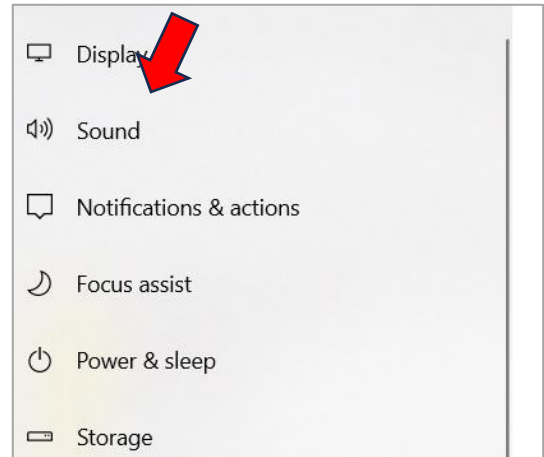 Display
Sound
Notifications & actions
Focus assist
Power & sleep
Storage